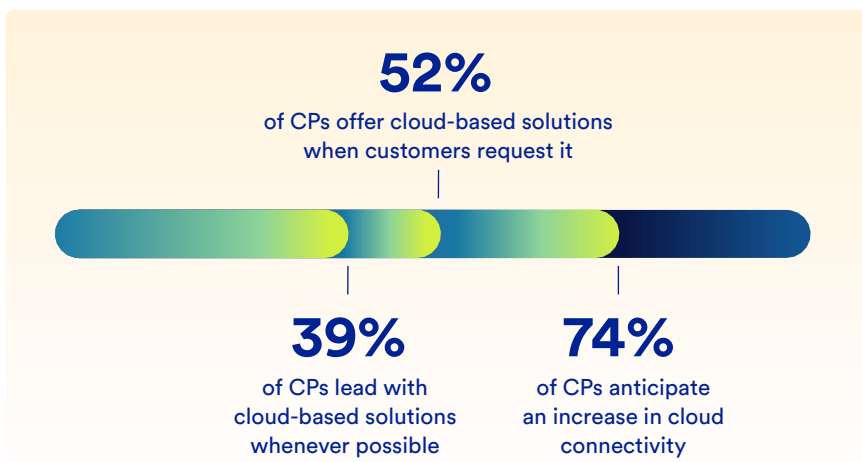 52%
of CPs offer cloud-based solutions
when customers request it
39%
of CPs lead with
cloud-based solutions
whenever possible
74%
of CPs anticipate
an increase in cloud
connectivity